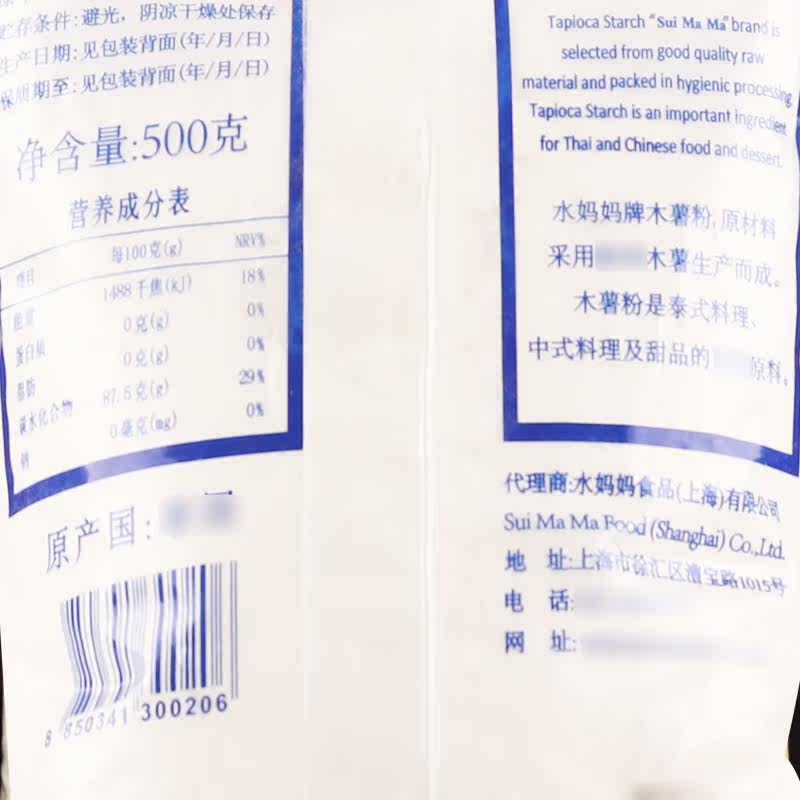 贮存条件:避光，阴凉干燥处保存
生产日期:见包装背面(年/月/日)
保质期至:见包装背面(年/月/日)
净含量:500克
营养成分表
项目 每100克(g) NRV%
能量 1488千焦(kJ) 18%
蛋白质 0克(g) 0%
脂肪 0克(g) 0%
碳水化合物 87.5克(g) 29%
钠 0毫克(mg) 0%
原产国:
8 850341 300206
Tapioca Starch "Sui Ma Ma" brand is
selected from good quality raw
material and packed in hygienic processing.
Tapioca Starch is an important ingredient
for Thai and Chinese food and dessert.
水妈妈牌木薯粉,原材料
采用 木薯生产而成。
木薯粉是泰式料理、
中式料理及甜品的 原料。
代理商:水妈妈食品(上海)有限公司
Sui Ma Ma Food (Shanghai) Co.,Ltd.
地 址:上海市徐汇区漕宝路1015号
电 话:
网 址: